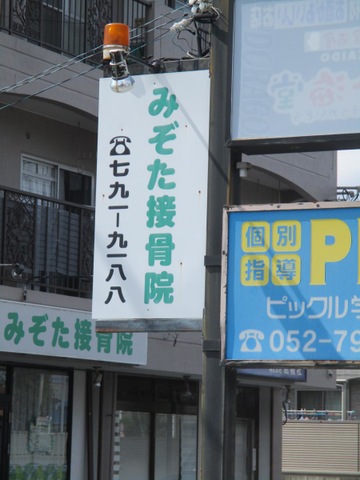 みぞた接骨院
☎七九一ー九一八八
みぞた接骨院
個別
指導
ピックル
☎052-79